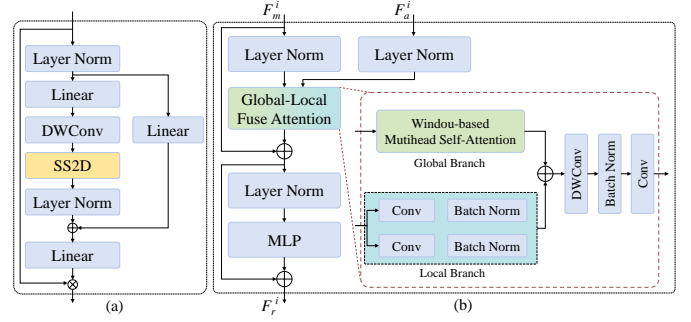 Layer Norm
Linear
DWConv
Linear
SS2D
Layer Norm
Linear
(a)
F_m^i
F_a^i
Layer Norm
Layer Norm
Global-Local
Fuse Attention
Layer Norm
MLP
F_r^i
Windou-based
Mutihead Self-Attention
Global Branch
Conv
Batch Norm
Conv
Batch Norm
Local Branch
DWConv
Batch Norm
Conv
(b)